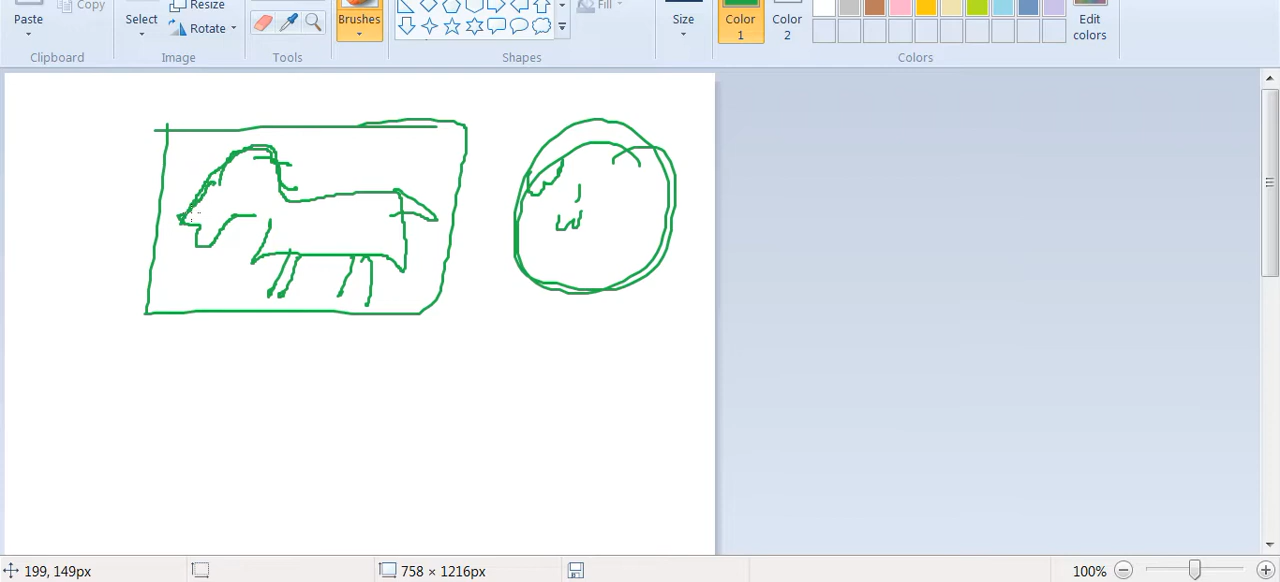 Paste
Copy
Select
Resize
Rotate
Brushes
Size
Color 1
Color 2
Edit colors
Fill
Clipboard
Image
Tools
Shapes
Colors
199, 149px
758 × 1216px
100%